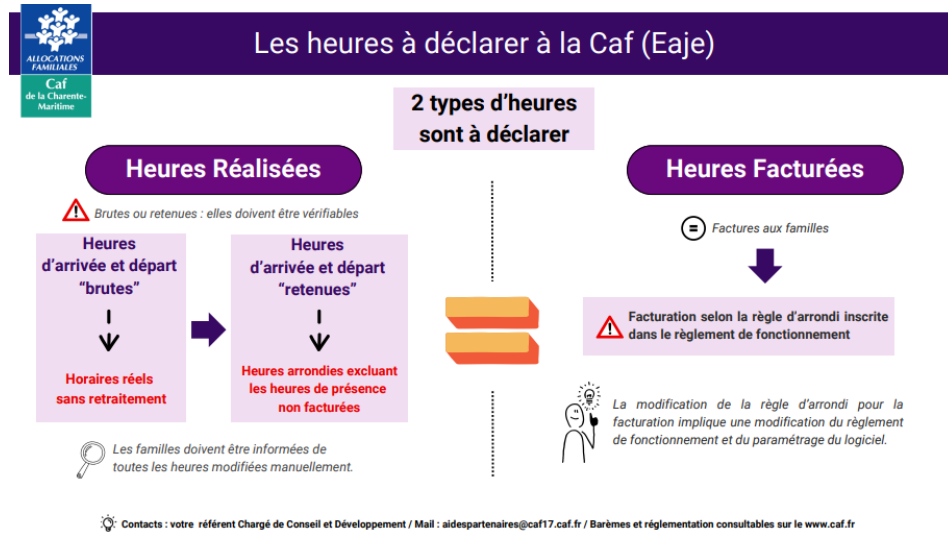 Les heures à déclarer à la Caf (Eaje)
ALLOCATIONS
FAMILIALES
Caf
de la Charente-
Maritime
2 types d'heures
sont à déclarer
Heures Réalisées
Brutes ou retenues : elles doivent être vérifiables
Heures
d'arrivée et départ
“brutes”
Horaires réels
sans retraitement
Heures
d'arrivée et départ
“retenues”
Heures arrondies excluant
les heures de présence
non facturées
Les familles doivent être informées de
toutes les heures modifiées manuellement.
Heures Facturées
Factures aux familles
Facturation selon la règle d'arrondi inscrite
dans le règlement de fonctionnement
La modification de la règle d'arrondi pour la
facturation implique une modification du règlement
de fonctionnement et du paramétrage du logiciel.
Contacts : votre référent Chargé de Conseil et Développement / Mail : aidespartenaires@caf17.caf.fr / Barèmes et réglementation consultables sur le www.caf.fr